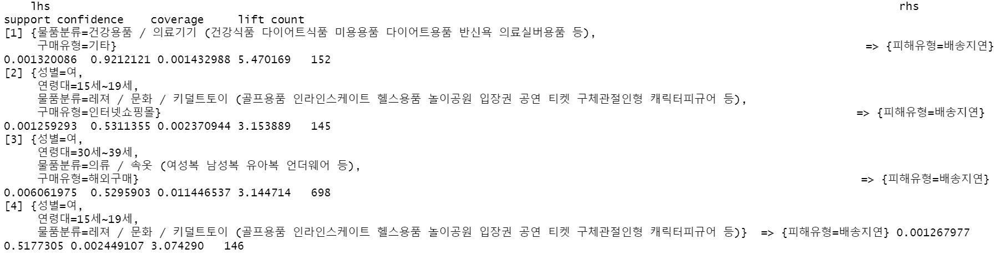 lhs rhs
support confidence coverage lift count
[1] {물품분류=건강용품 / 의료기기 (건강식품 다이어트식품 미용용품 다이어트용품 반신욕 의료실버용품 등),
구매유형=기타} => {피해유형=배송지연}
0.001320086 0.9212121 0.001432988 5.470169 152
[2] {성별=여,
연령대=15세~19세,
물품분류=레져 / 문화 / 키덜트토이 (골프용품 인라인스케이트 헬스용품 놀이공원 입장권 공연 티켓 구체관절인형 캐릭터피규어 등),
구매유형=인터넷쇼핑몰} => {피해유형=배송지연}
0.001259293 0.5311355 0.002370944 3.153889 145
[3] {성별=여,
연령대=30세~39세,
물품분류=의류 / 속옷 (여성복 남성복 유아복 언더웨어 등),
구매유형=해외구매} => {피해유형=배송지연}
0.006061975 0.5295903 0.011446537 3.144714 698
[4] {성별=여,
연령대=15세~19세,
물품분류=레져 / 문화 / 키덜트토이 (골프용품 인라인스케이트 헬스용품 놀이공원 입장권 공연 티켓 구체관절인형 캐릭터피규어 등)} => {피해유형=배송지연} 0.001267977
0.5177305 0.002449107 3.074290 146